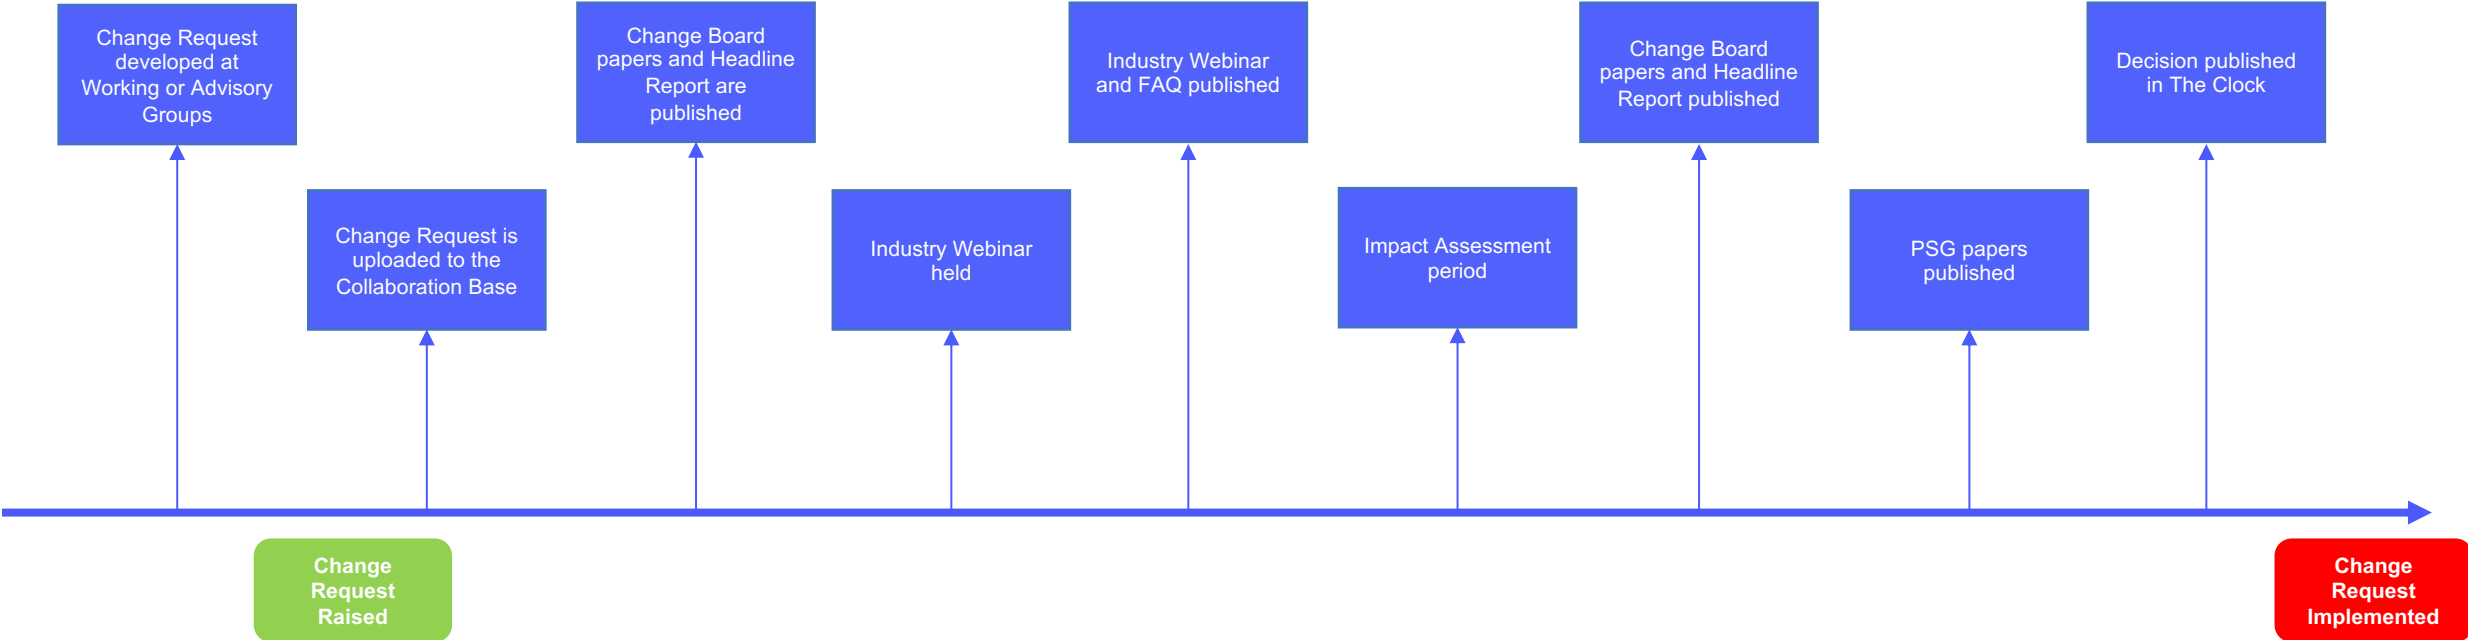 Change Request
developed at
Working or Advisory
Groups
Change Request is
uploaded to the
Collaboration Base
Change Board
papers and Headline
Report are
published
Industry Webinar
held
Industry Webinar
and FAQ published
Impact Assessment
period
Change Board
papers and Headline
Report published
PSG papers
published
Decision published
in The Clock
Change
Request
Raised
Change
Request
Implemented